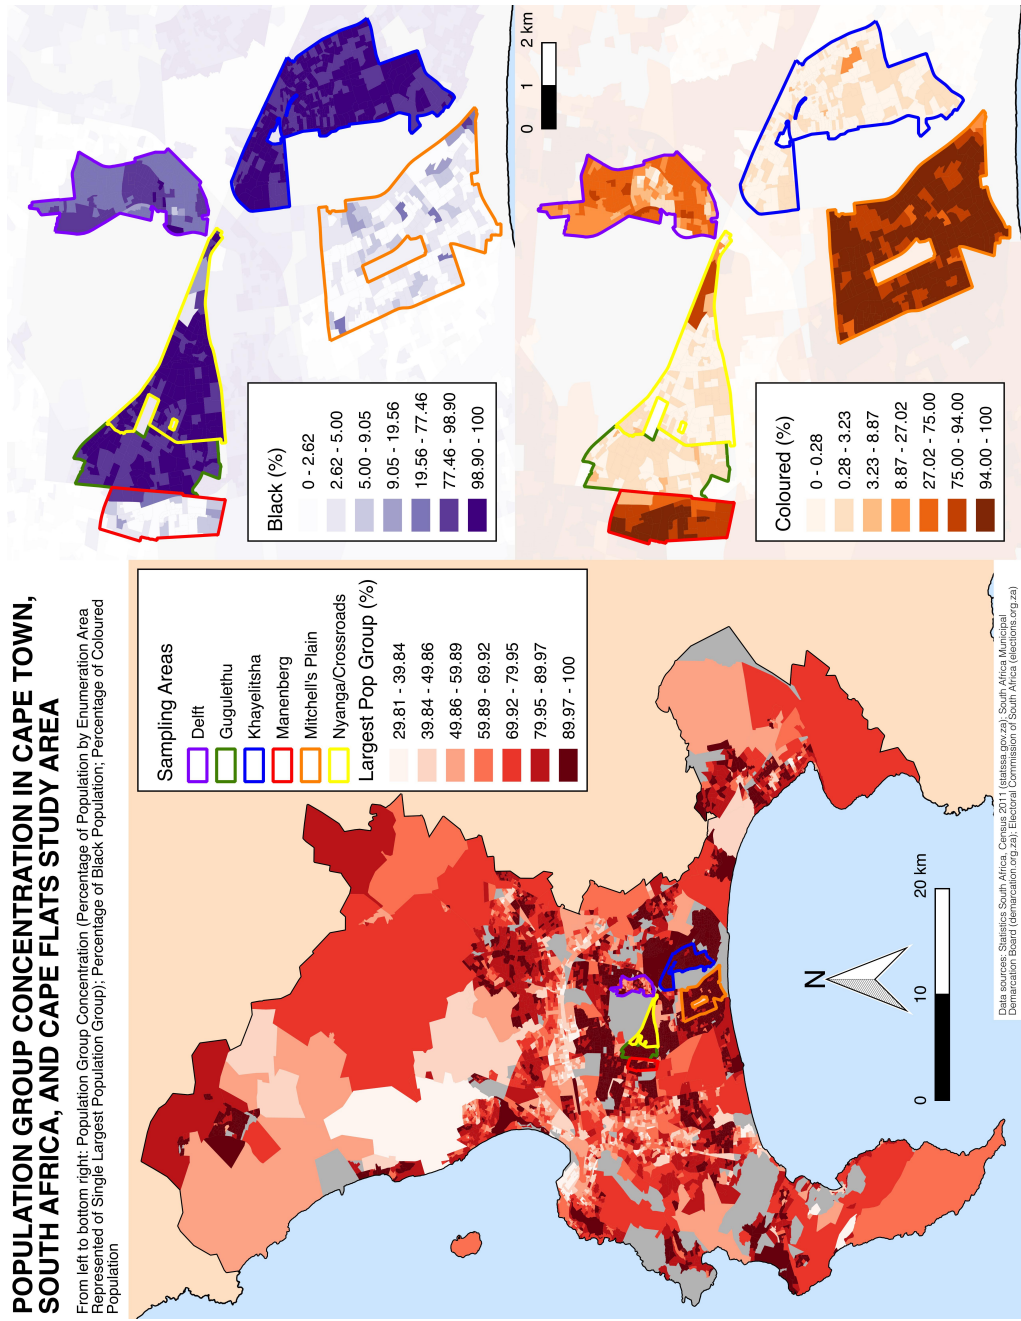 POPULATION GROUP CONCENTRATION IN CAPE TOWN,
SOUTH AFRICA, AND CAPE FLATS STUDY AREA
From left to bottom right: Population Group Concentration (Percentage of Population by Enumeration Area
Represented of Single Largest Population Group); Percentage of Black Population; Percentage of Coloured
Population
Sampling Areas
Delft
Gugulethu
Khayelitsha
Manenberg
Mitchell's Plain
Nyanga/Crossroads
Largest Pop Group (%)
29.81 - 39.84
39.84 - 49.86
49.86 - 59.89
59.89 - 69.92
69.92 - 79.95
79.95 - 89.97
89.97 - 100
N
0 10 20 km
Data sources: Statistics South Africa, Census 2011 (statssa.gov.za); South Africa Municipal
Demarcation Board (demarcation.org.za); Electoral Commission of South Africa (elections.org.za)
Black (%)
0 - 2.62
2.62 - 5.00
5.00 - 9.05
9.05 - 19.56
19.56 - 77.46
77.46 - 98.90
98.90 - 100
0 1 2 km
Coloured (%)
0 - 0.28
0.28 - 3.23
3.23 - 8.87
8.87 - 27.02
27.02 - 75.00
75.00 - 94.00
94.00 - 100